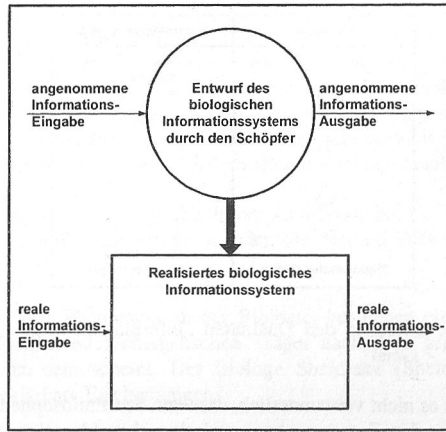 angenommene
Informations-
Eingabe
Entwurf des
biologischen
Informationssystems
durch den Schöpfer
angenommene
Informations-
Ausgabe
Realisiertes biologisches
Informationssystem
reale
Informations-
Eingabe
reale
Informations-
Ausgabe